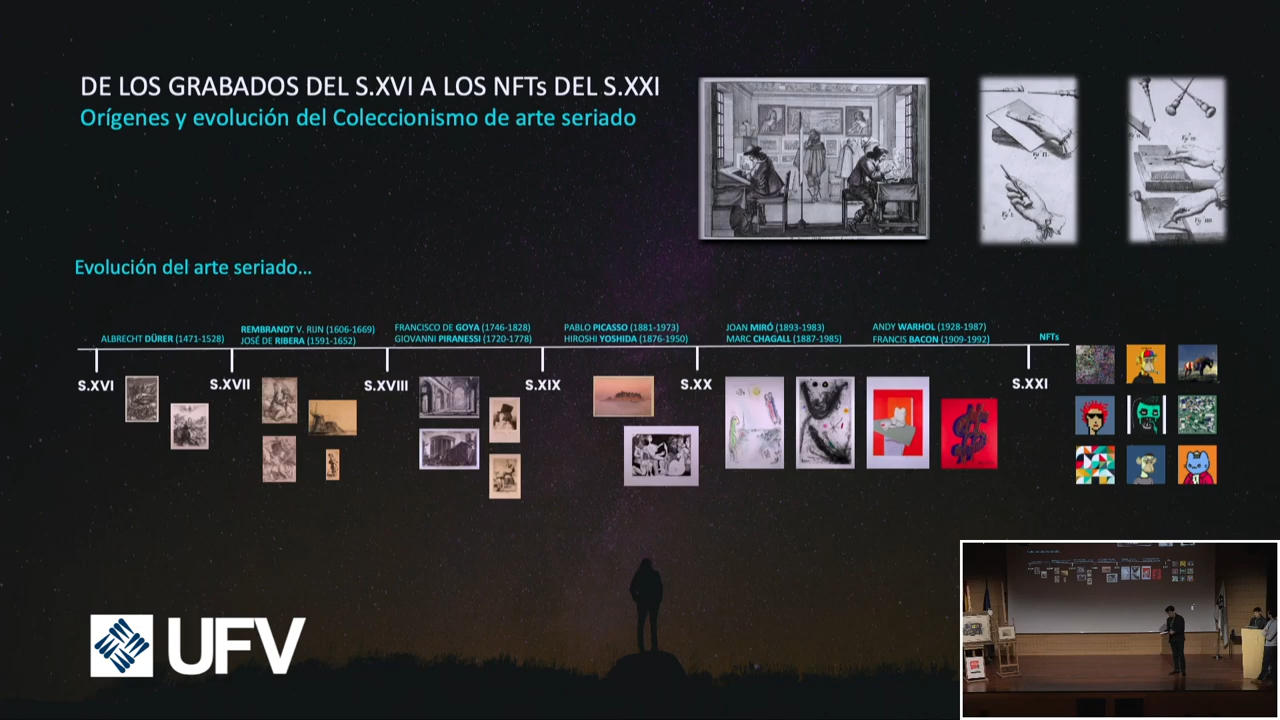 DE LOS GRABADOS DEL S.XVI A LOS NFTs DEL S.XXI
Orígenes y evolución del Coleccionismo de arte seriado
Evolución del arte seriado...
ALBRECHT DÜRER (1471-1528)
REMBRANDT V. RIJN (1606-1669)
JOSÉ DE RIBERA (1591-1652)
FRANCISCO DE GOYA (1746-1828)
GIOVANNI PIRANESSI (1720-1778)
PABLO PICASSO (1881-1973)
HIROSHI YOSHIDA (1876-1950)
JOAN MIRÓ (1893-1983)
MARC CHAGALL (1887-1985)
ANDY WARHOL (1928-1987)
FRANCIS BACON (1909-1992)
NFTs
S.XVI
S.XVII
S.XVIII
S.XIX
S.XX
S.XXI
UFV